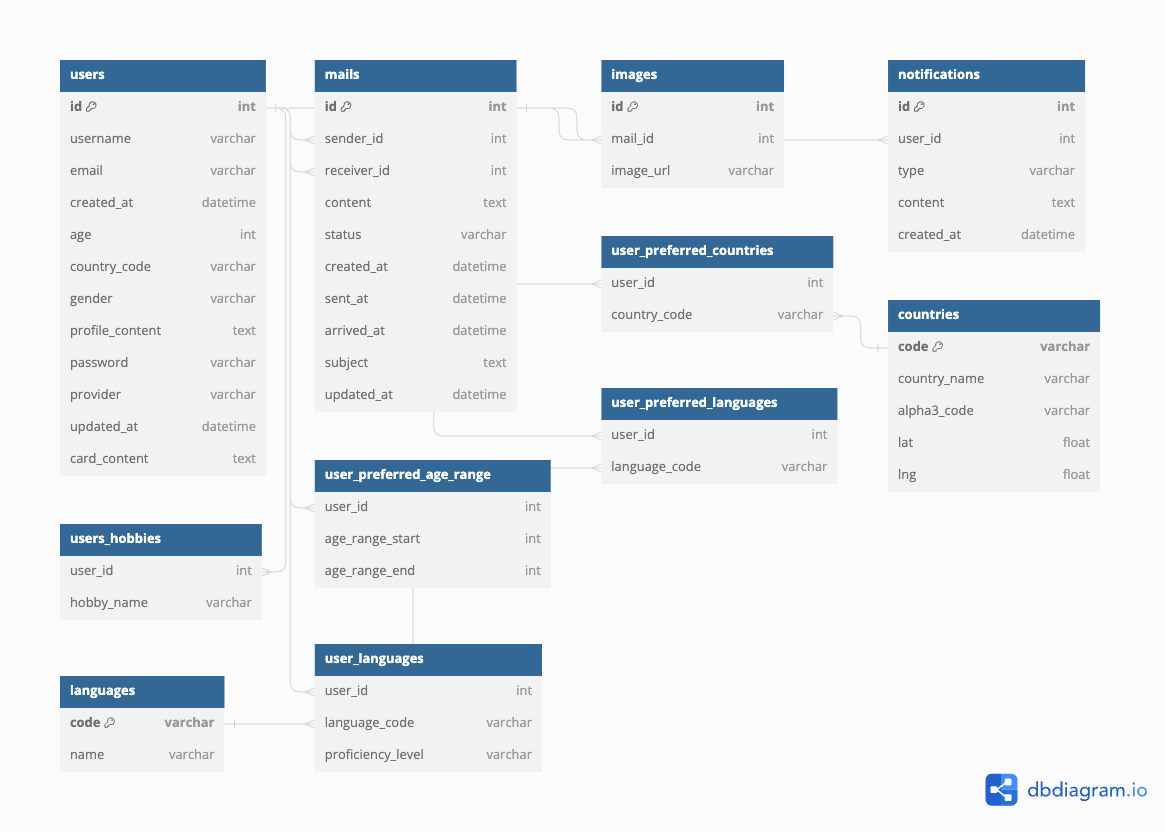 users
id int
username varchar
email varchar
created_at datetime
age int
country_code varchar
gender varchar
profile_content text
password varchar
provider varchar
updated_at datetime
card_content text
mails
id int
sender_id int
receiver_id int
content text
status varchar
created_at datetime
sent_at datetime
arrived_at datetime
subject text
updated_at datetime
images
id int
mail_id int
image_url varchar
notifications
id int
user_id int
type varchar
content text
created_at datetime
user_preferred_countries
user_id int
country_code varchar
countries
code varchar
country_name varchar
alpha3_code varchar
lat float
lng float
user_preferred_languages
user_id int
language_code varchar
user_preferred_age_range
user_id int
age_range_start int
age_range_end int
users_hobbies
user_id int
hobby_name varchar
user_languages
user_id int
language_code varchar
proficiency_level varchar
languages
code varchar
name varchar
dbdiagram.io